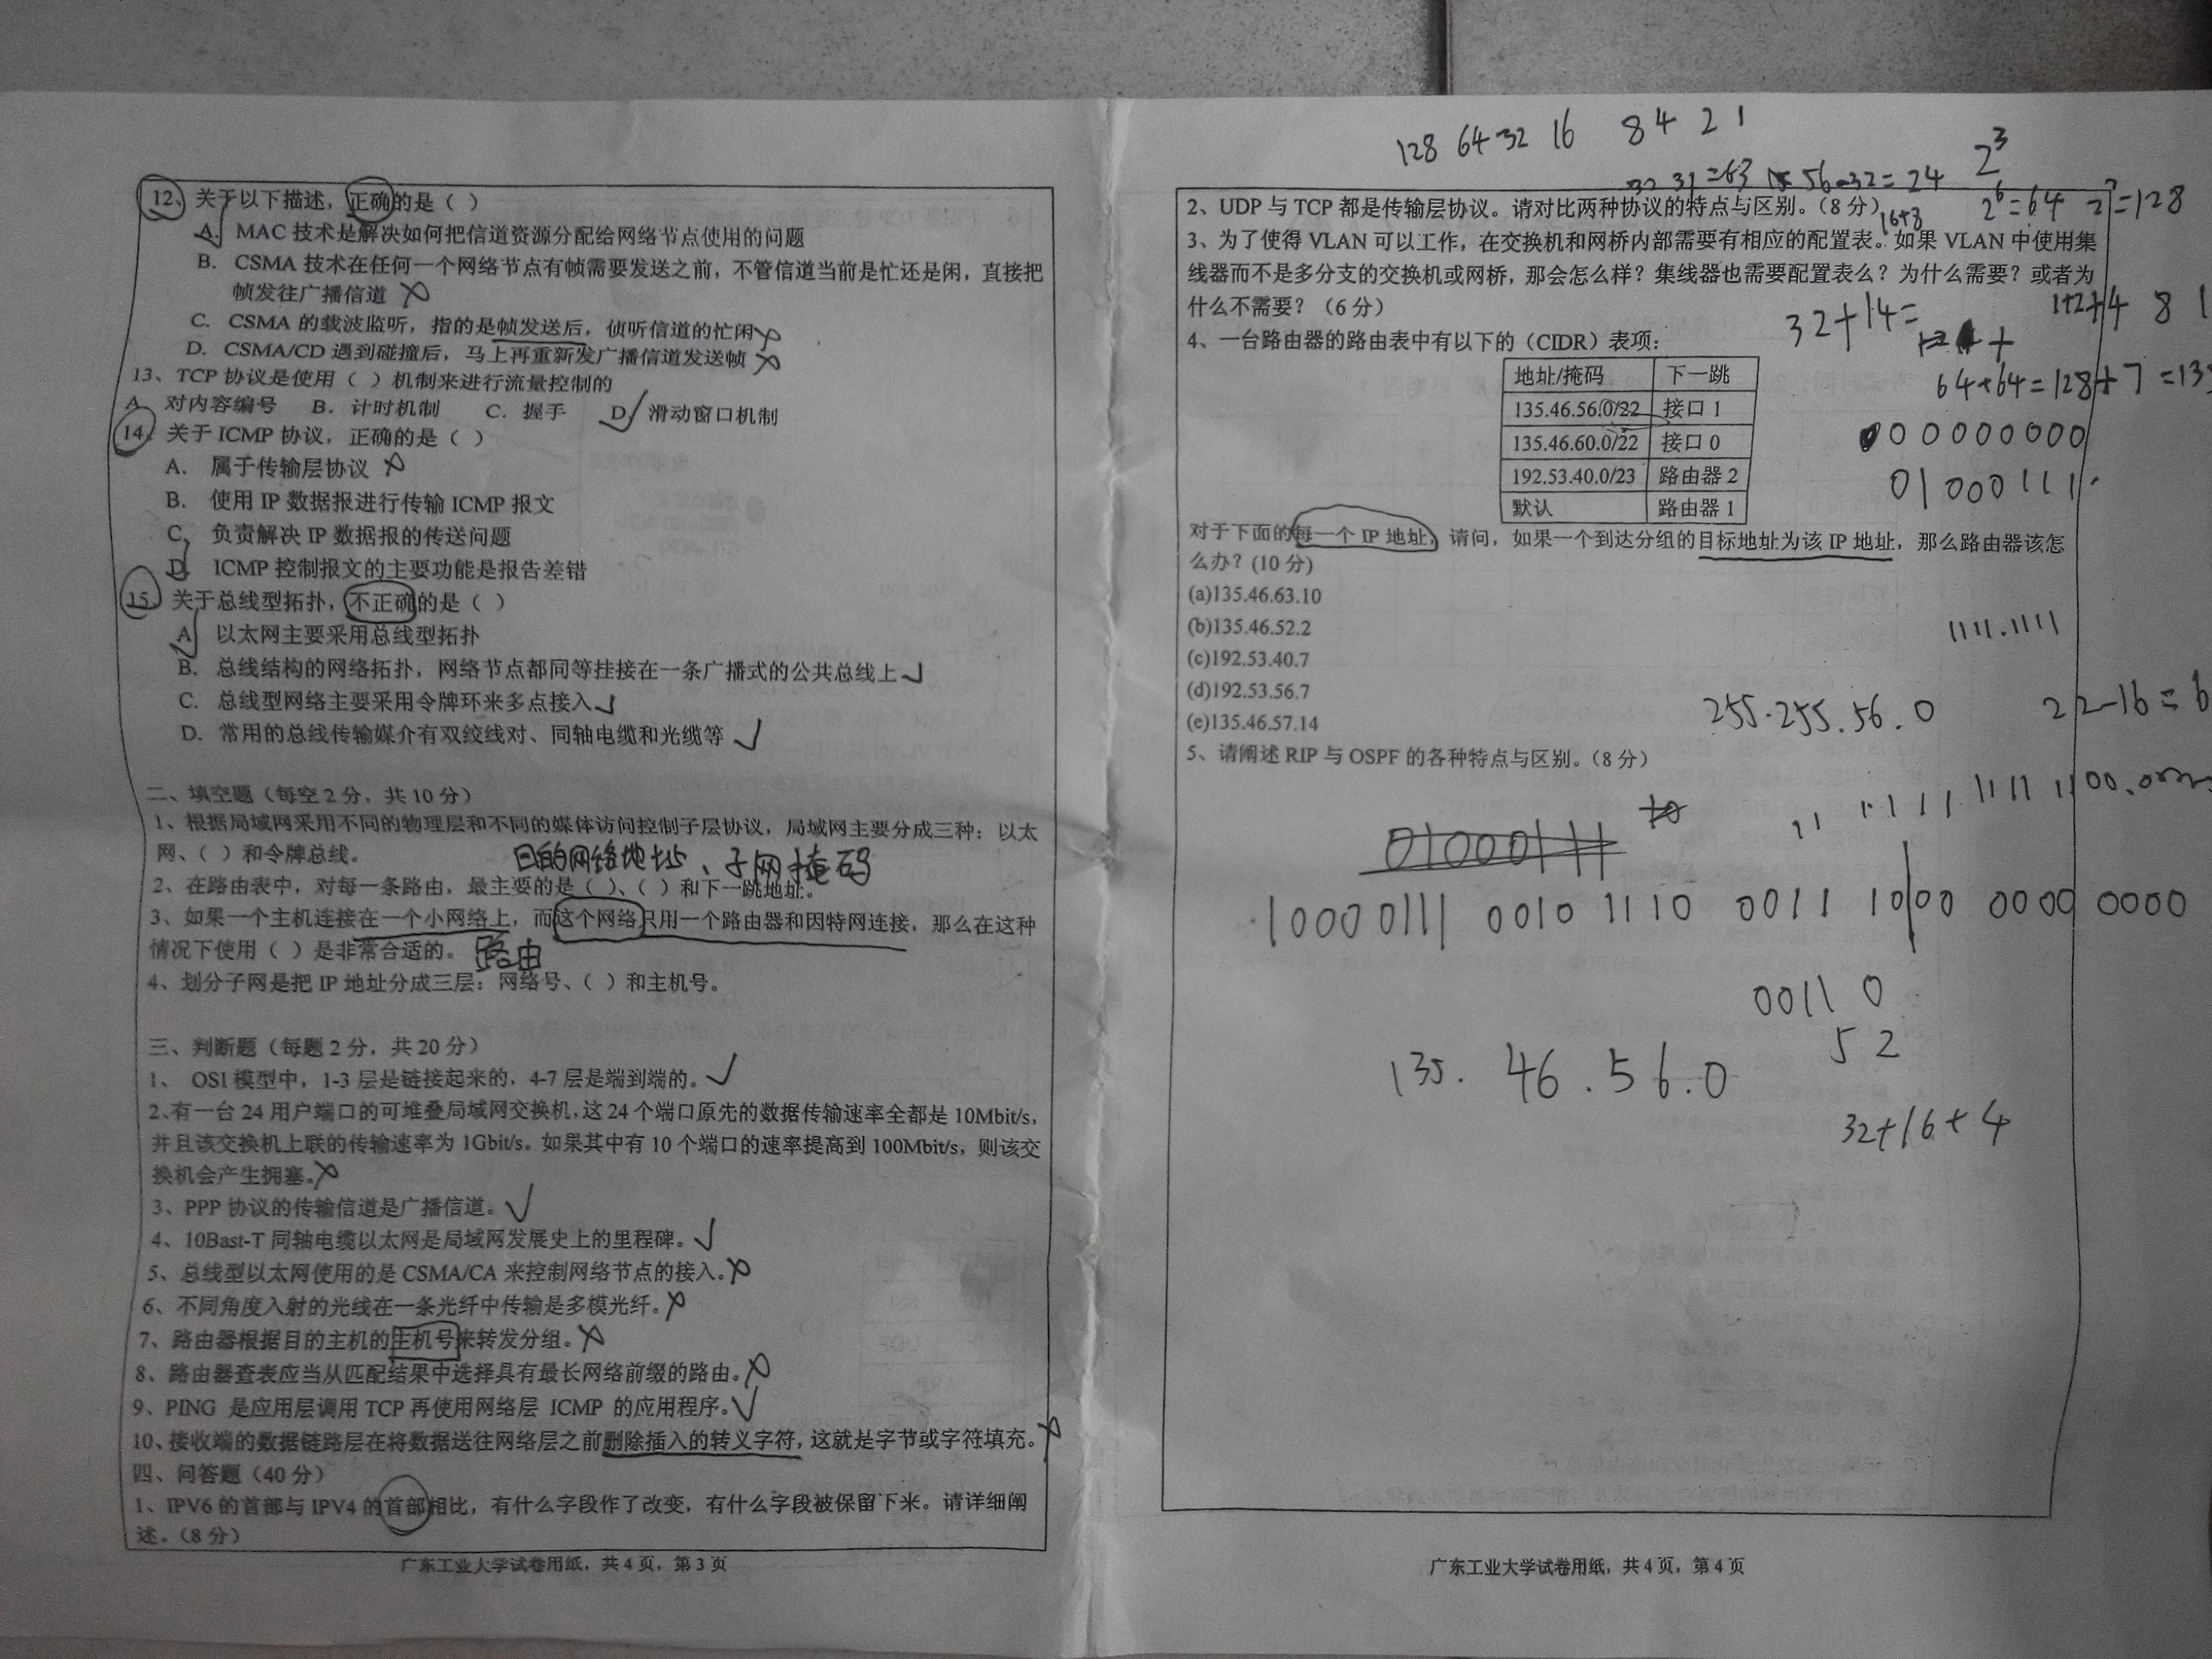 12、关于以下描述，正确的是（ ）
A. MAC 技术是解决如何把信道资源分配给网络节点使用的问题
B. CSMA 技术在任何一个网络节点有帧需要发送之前，不管信道当前是忙还是闲，直接把
帧发往广播信道
C. CSMA 的载波监听，指的是帧发送后，侦听信道的忙闲
D. CSMA/CD 遇到碰撞后，马上再重新发广播信道发送帧
13、TCP 协议是使用（ ）机制来进行流量控制的
A. 对内容编号 B. 计时机制 C. 握手 D. 滑动窗口机制
14. 关于 ICMP 协议，正确的是（ ）
A. 属于传输层协议
B. 使用 IP 数据报进行传输 ICMP 报文
C. 负责解决 IP 数据报的传送问题
D. ICMP 控制报文的主要功能是报告差错
15. 关于总线型拓扑，不正确的是（ ）
A 以太网主要采用总线型拓扑
B. 总线结构的网络拓扑，网络节点都同等挂接在一条广播式的公共总线上
C. 总线型网络主要采用令牌环来多点接入
D. 常用的总线传输媒介有双绞线对、同轴电缆和光缆等
二、填空题（每空 2 分，共 10 分）
1、根据局域网采用不同的物理层和不同的媒体访问控制子层协议，局域网主要分成三种：以太
网、（ ）和令牌总线。
目的网络地址、子网掩码
2、在路由表中，对每一条路由，最主要的是（ ）、（ ）和下一跳地址。
3、如果一个主机连接在一个小网络上，而这个网络只用一个路由器和因特网连接，那么在这种
情况下使用（ ）是非常合适的。 路由
4、划分子网是把 IP 地址分成三层：网络号、（ ）和主机号。
三、判断题（每题 2 分，共 20 分）
1、 OSI 模型中，1-3 层是链接起来的，4-7 层是端到端的。
2、有一台 24 用户端口的可堆叠局域网交换机，这 24 个端口原先的数据传输速率全都是 10Mbit/s，
并且该交换机上联的传输速率为 1Gbit/s。如果其中有 10 个端口的速率提高到 100Mbit/s，则该交
换机会产生拥塞。
3、PPP 协议的传输信道是广播信道。
4、10Bast-T 同轴电缆以太网是局域网发展史上的里程碑。
5、总线型以太网使用的是 CSMA/CA 来控制网络节点的接入。
6、不同角度入射的光线在一条光纤中传输是多模光纤。
7、路由器根据目的主机的主机号来转发分组。
8、路由器查表应当从匹配结果中选择具有最长网络前缀的路由。
9、PING 是应用层调用 TCP 再使用网络层 ICMP 的应用程序。
10、接收端的数据链路层在将数据送往网络层之前删除插入的转义字符，这就是字节或字符填充。
四、问答题（40 分）
1、IPV6 的首部与 IPV4 的首部相比，有什么字段作了改变，有什么字段被保留下来。请详细阐
述。（8 分）
广东工业大学试卷用纸，共 4 页，第 3 页
128 64 32 16 8 4 2 1
2^3
56-32=24
2、UDP 与 TCP 都是传输层协议。请对比两种协议的特点与区别。（8 分）
16+8
2^6=64 2^7=128
3、为了使得 VLAN 可以工作，在交换机和网桥内部需要有相应的配置表。如果 VLAN 中使用集
线器而不是多分支的交换机或网桥，那会怎么样？集线器也需要配置表么？为什么需要？或者为
什么不需要？（6 分）
32+14=
1+2+4 8 1
4、一台路由器的路由表中有以下的（CIDR）表项：
地址/掩码 下一跳
64+64=128+7=135
135.46.56.0/22 接口 1
135.46.60.0/22 接口 0
192.53.40.0/23 路由器 2
01000111
默认 路由器 1
对于下面的每一个 IP 地址，请问，如果一个到达分组的目标地址为该 IP 地址，那么路由器该怎
么办？(10 分)
(a)135.46.63.10
(b)135.46.52.2
1111.1111
(c)192.53.40.7
(d)192.53.56.7
255.255.56.0
22-16=6
(e)135.46.57.14
5、请阐述 RIP 与 OSPF 的各种特点与区别。（8 分）
10000111 0010 1110 0011 1000 0000 0000
0011 0
52
135. 46.56.0
32+16+4
广东工业大学试卷用纸，共 4 页，第 4 页